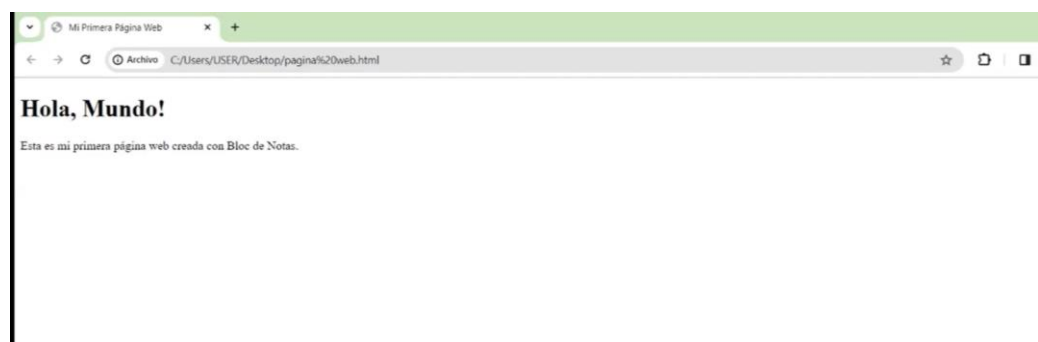 Mi Primera Página Web
Archivo C:/Users/USER/Desktop/pagina%20web.html
Hola, Mundo!
Esta es mi primera página web creada con Bloc de Notas.